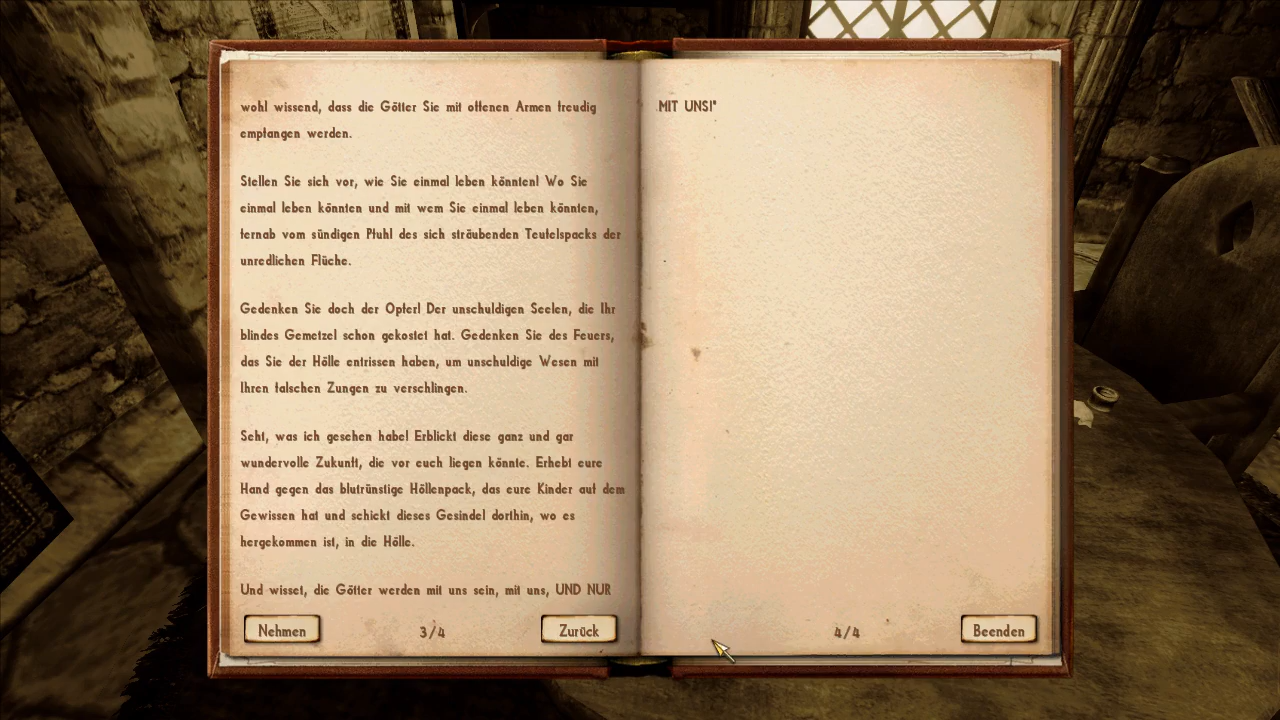 wohl wissend, dass die Götter Sie mit offenen Armen freudig
empfangen werden.
Stellen Sie sich vor, wie Sie einmal leben könnten! Wo Sie
einmal leben könnten und mit wem Sie einmal leben könnten,
fernab vom sündigen Pfuhl des sich sträubenden Teufelspacks der
unredlichen Flüche.
Gedenken Sie doch der Opfer! Der unschuldigen Seelen, die Ihr
blindes Gemetzel schon gekostet hat. Gedenken Sie des Feuers,
das Sie der Hölle entrissen haben, um unschuldige Wesen mit
Ihren falschen Zungen zu verschlingen.
Seht, was ich gesehen habe! Erblickt diese ganz und gar
wundervolle Zukunft, die vor euch liegen könnte. Erhebt eure
Hand gegen das blutrünstige Höllenpack, das eure Kinder auf dem
Gewissen hat und schickt dieses Gesindel dorthin, wo es
hergekommen ist, in die Hölle.
Und wisset, die Götter werden mit uns sein, mit uns, UND NUR
Nehmen
3/4
Zurück
MIT UNS!"
4/4
Beenden